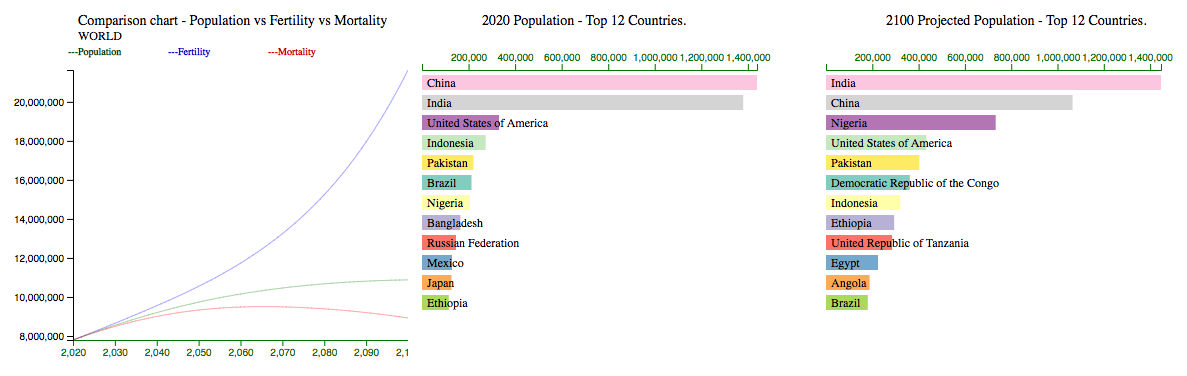 Comparison chart - Population vs Fertility vs Mortality
WORLD
---Population ---Fertility ---Mortality
20,000,000
18,000,000
16,000,000
14,000,000
12,000,000
10,000,000
8,000,000
2,020 2,030 2,040 2,050 2,060 2,070 2,080 2,090 2,1
2020 Population - Top 12 Countries.
200,000 400,000 600,000 800,000 1,000,000 1,200,000 1,400,000
China
India
United States of America
Indonesia
Pakistan
Brazil
Nigeria
Bangladesh
Russian Federation
Mexico
Japan
Ethiopia
2100 Projected Population - Top 12 Countries.
200,000 400,000 600,000 800,000 1,000,000 1,200,000 1,400,000
India
China
Nigeria
United States of America
Pakistan
Democratic Republic of the Congo
Indonesia
Ethiopia
United Republic of Tanzania
Egypt
Angola
Brazil